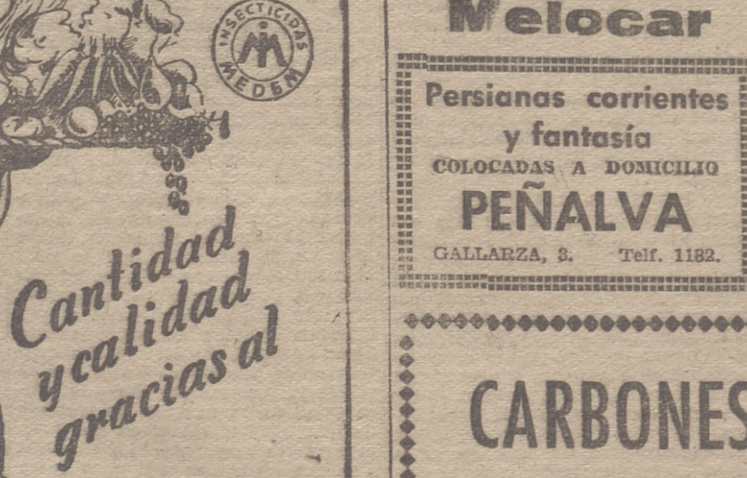 INSECTICIDAS
MEDEM
Cantidad
y calidad
gracias al
Melocar
Persianas corrientes
y fantasía
COLOCADAS A DOMICILIO
PEÑALVA
GALLARZA, 3. Telf. 1182.
CARBONES